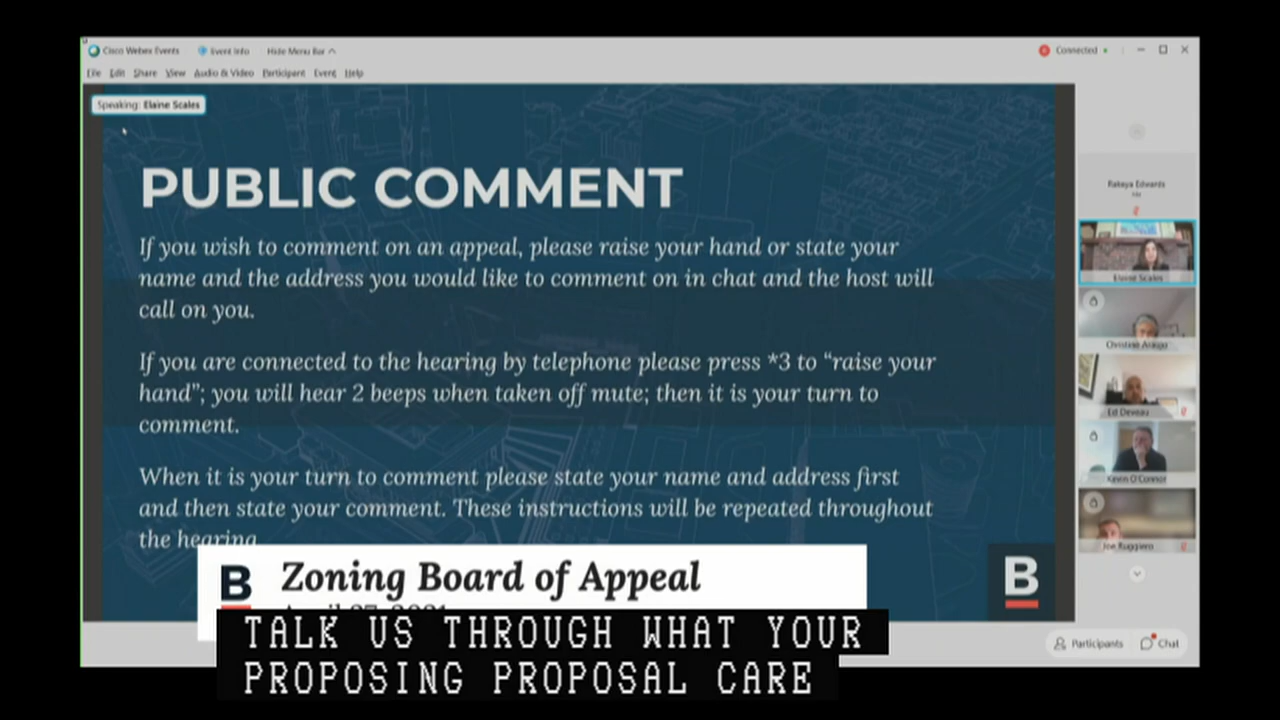 Cisco Webex Events
Event Info
Hide Menu Bar
Connected
File Edit Share View Audio & Video Participant Event Help
Speaking: Elaine Scales
PUBLIC COMMENT
If you wish to comment on an appeal, please raise your hand or state your
name and the address you would like to comment on in chat and the host will
call on you.
If you are connected to the hearing by telephone please press *3 to “raise your
hand”; you will hear 2 beeps when taken off mute; then it is your turn to
comment.
When it is your turn to comment please state your name and address first
and then state your comment. These instructions will be repeated throughout
the hearing
Rakeya Edwards
Elaine Scales
Christine Araujo
Ed Deveau
Kevin O'Connor
Joe Ruggiero
B
B
Zoning Board of Appeal
TALK US THROUGH WHAT YOUR
PROPOSING PROPOSAL CARE
Participants
Chat